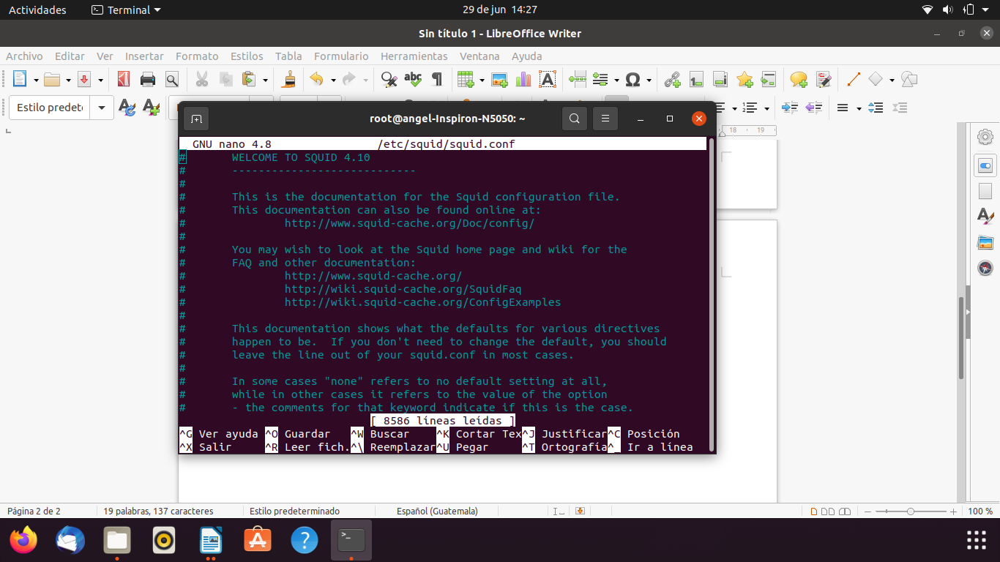 Actividades Terminal 29 de jun 14:27
Sin título 1 - LibreOffice Writer
Archivo Editar Ver Insertar Formato Estilos Tabla Formulario Herramientas Ventana Ayuda
Estilo predet
root@angel-Inspiron-N5050: ~
18 19
GNU nano 4.8 /etc/squid/squid.conf
# WELCOME TO SQUID 4.10
# ----------------------------
#
# This is the documentation for the Squid configuration file.
# This documentation can also be found online at:
# http://www.squid-cache.org/Doc/config/
#
# You may wish to look at the Squid home page and wiki for the
# FAQ and other documentation:
# http://www.squid-cache.org/
# http://wiki.squid-cache.org/SquidFaq
# http://wiki.squid-cache.org/ConfigExamples
#
# This documentation shows what the defaults for various directives
# happen to be. If you don't need to change the default, you should
# leave the line out of your squid.conf in most cases.
#
# In some cases "none" refers to no default setting at all,
# while in other cases it refers to the value of the option
# - the comments for that keyword indicate if this is the case.
[ 8586 líneas leídas ]
^G Ver ayuda ^O Guardar ^W Buscar ^K Cortar Tex^J Justificar^C Posición
^X Salir ^R Leer fich.^\ Reemplazar^U Pegar ^T Ortografía^_ Ir a línea
Página 2 de 2 19 palabras, 137 caracteres Estilo predeterminado Español (Guatemala) 100 %